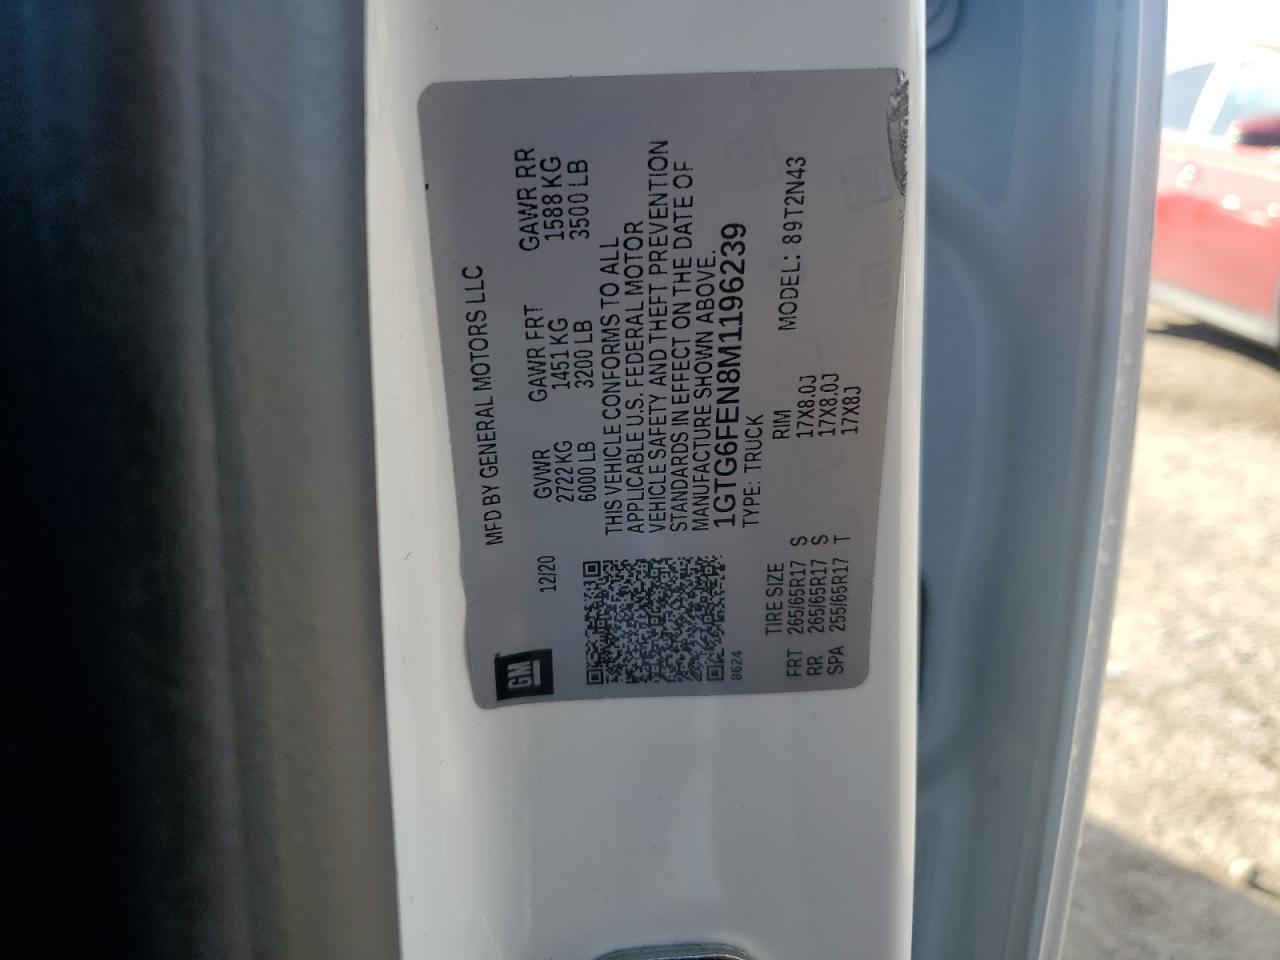 MFD BY GENERAL MOTORS LLC
GM
12/20
GVWR GAWR FRT GAWR RR
2722 KG 1451 KG 1588 KG
6000 LB 3200 LB 3500 LB
THIS VEHICLE CONFORMS TO ALL
APPLICABLE U.S. FEDERAL MOTOR
VEHICLE SAFETY AND THEFT PREVENTION
STANDARDS IN EFFECT ON THE DATE OF
MANUFACTURE SHOWN ABOVE.
1GTG6FEN8M1196239
8624
TYPE: TRUCK
MODEL: 89T2N43
TIRE SIZE RIM
FRT 265/65R17 S 17X8.0J
RR 265/65R17 S 17X8.0J
SPA 255/65R17 T 17X8J